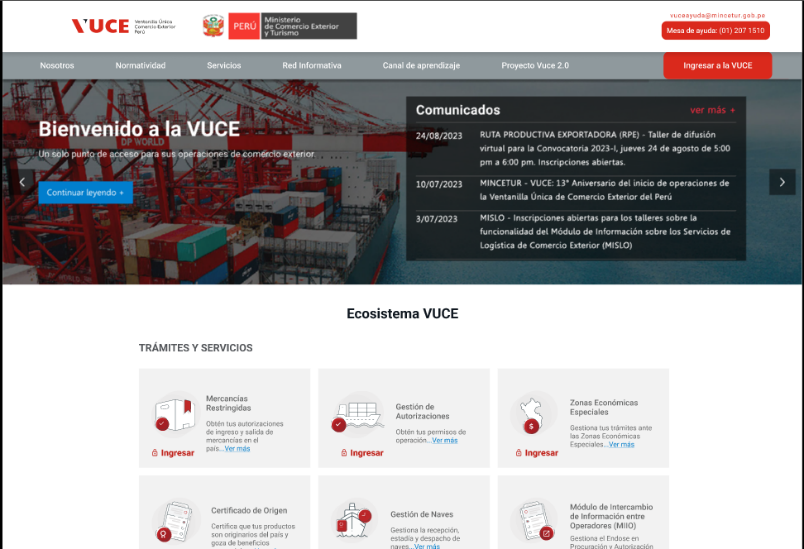 VUCE Ventanilla Única
Comercio Exterior
Perú
PERÚ Ministerio
de Comercio Exterior
y Turismo
vuceayuda@mincetur.gob.pe
Mesa de ayuda: (01) 207 1510
Nosotros Normatividad Servicios Red Informativa Canal de aprendizaje Proyecto Vuce 2.0 Ingresar a la VUCE
Bienvenido a la VUCE
DP WORLD
Un solo punto de acceso para sus operaciones de comercio exterior.
Continuar leyendo +
Comunicados ver más +
24/08/2023 RUTA PRODUCTIVA EXPORTADORA (RPE) - Taller de difusión
virtual para la Convocatoria 2023-I, jueves 24 de agosto de 5:00
pm a 6:00 pm. Inscripciones abiertas.
10/07/2023 MINCETUR - VUCE: 13° Aniversario del inicio de operaciones de
la Ventanilla Única de Comercio Exterior del Perú
3/07/2023 MISLO - Inscripciones abiertas para los talleres sobre la
funcionalidad del Módulo de Información sobre los Servicios de
Logística de Comercio Exterior (MISLO)
Ecosistema VUCE
TRÁMITES Y SERVICIOS
Mercancías
Restringidas
Obtén tus autorizaciones
de ingreso y salida de
mercancías en el
país...Ver más
Ingresar
Gestión de
Autorizaciones
Obtén tus permisos de
operación...Ver más
Ingresar
Zonas Económicas
Especiales
Gestiona tus trámites ante
las Zonas Económicas
Especiales...Ver más
Ingresar
Certificado de Origen
Certifica que tus productos
son originarios del país y
goza de beneficios
Gestión de Naves
Gestiona la recepción,
estadía y despacho de
naves...Ver más
Módulo de Intercambio
de Información entre
Operadores (MIIO)
Gestiona el Endose en
Procuración y Autorización